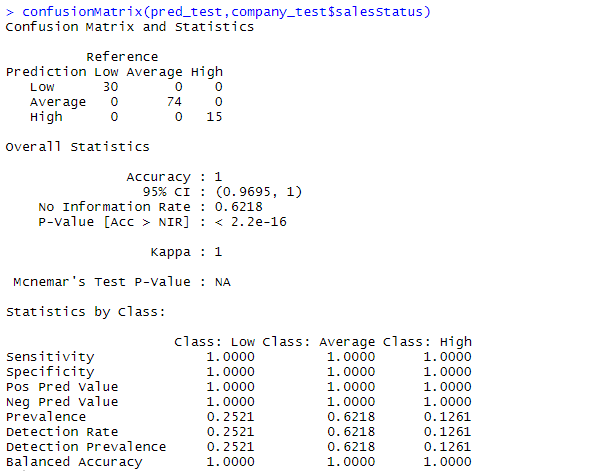 > confusionMatrix(pred_test,company_test$salesStatus)
Confusion Matrix and Statistics
Reference
Prediction Low Average High
Low 30 0 0
Average 0 74 0
High 0 0 15
Overall Statistics
Accuracy : 1
95% CI : (0.9695, 1)
No Information Rate : 0.6218
P-Value [Acc > NIR] : < 2.2e-16
Kappa : 1
Mcnemar's Test P-Value : NA
Statistics by Class:
Class: Low Class: Average Class: High
Sensitivity 1.0000 1.0000 1.0000
Specificity 1.0000 1.0000 1.0000
Pos Pred Value 1.0000 1.0000 1.0000
Neg Pred Value 1.0000 1.0000 1.0000
Prevalence 0.2521 0.6218 0.1261
Detection Rate 0.2521 0.6218 0.1261
Detection Prevalence 0.2521 0.6218 0.1261
Balanced Accuracy 1.0000 1.0000 1.0000